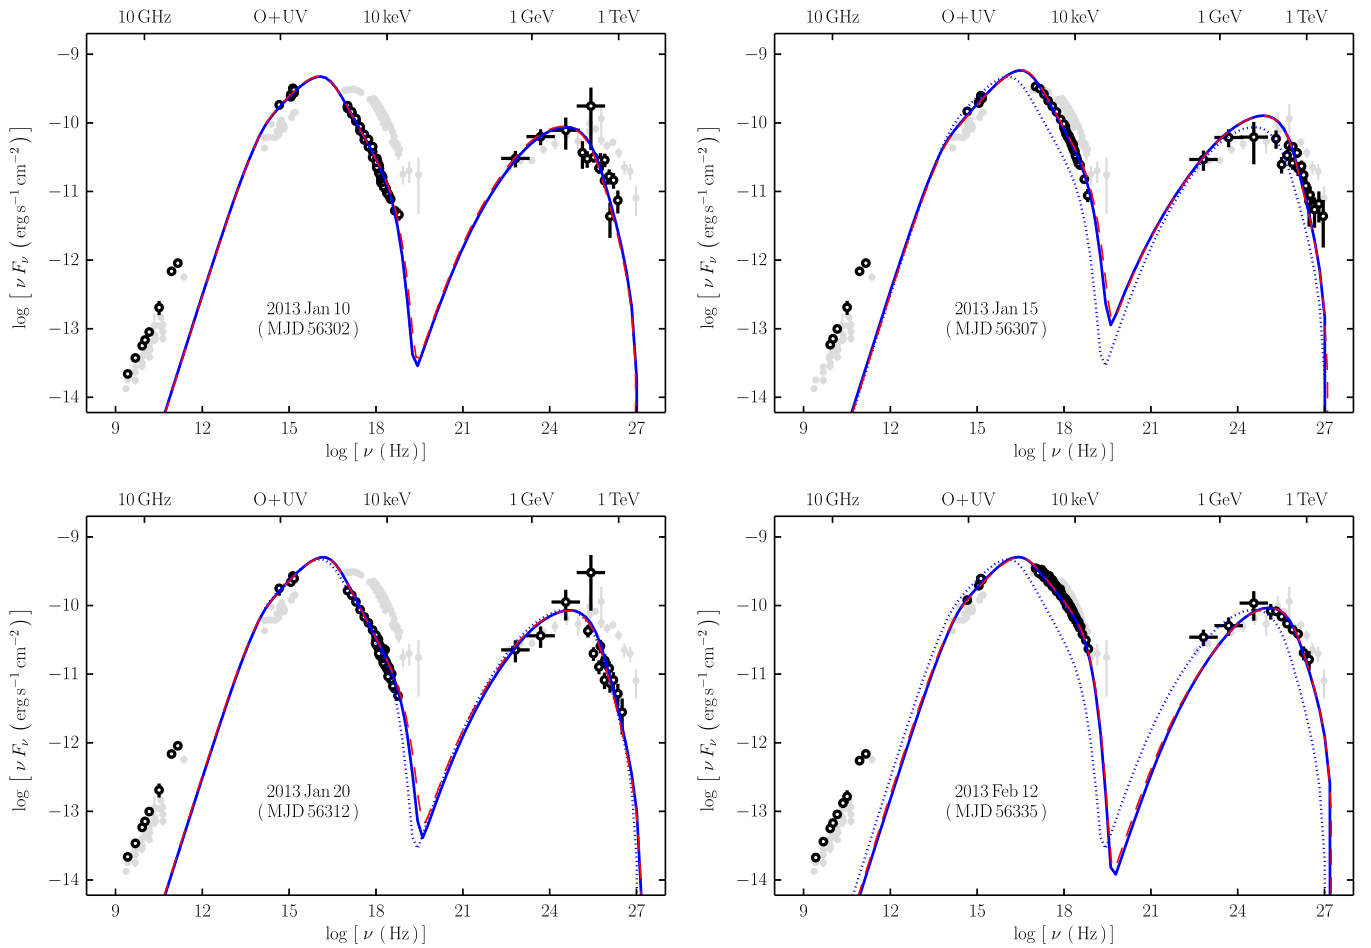 10 GHz O+UV 10 keV 1 GeV 1 TeV
−9
−10
−11
−12
−13
−14
log [ ν Fν ( erg s−1 cm−2 ) ]
2013 Jan 10
( MJD 56302 )
9 12 15 18 21 24 27
log [ ν ( Hz ) ]
10 GHz O+UV 10 keV 1 GeV 1 TeV
−9
−10
−11
−12
−13
−14
log [ ν Fν ( erg s−1 cm−2 ) ]
2013 Jan 15
( MJD 56307 )
9 12 15 18 21 24 27
log [ ν ( Hz ) ]
10 GHz O+UV 10 keV 1 GeV 1 TeV
−9
−10
−11
−12
−13
−14
log [ ν Fν ( erg s−1 cm−2 ) ]
2013 Jan 20
( MJD 56312 )
9 12 15 18 21 24 27
log [ ν ( Hz ) ]
10 GHz O+UV 10 keV 1 GeV 1 TeV
−9
−10
−11
−12
−13
−14
log [ ν Fν ( erg s−1 cm−2 ) ]
2013 Feb 12
( MJD 56335 )
9 12 15 18 21 24 27
log [ ν ( Hz ) ]